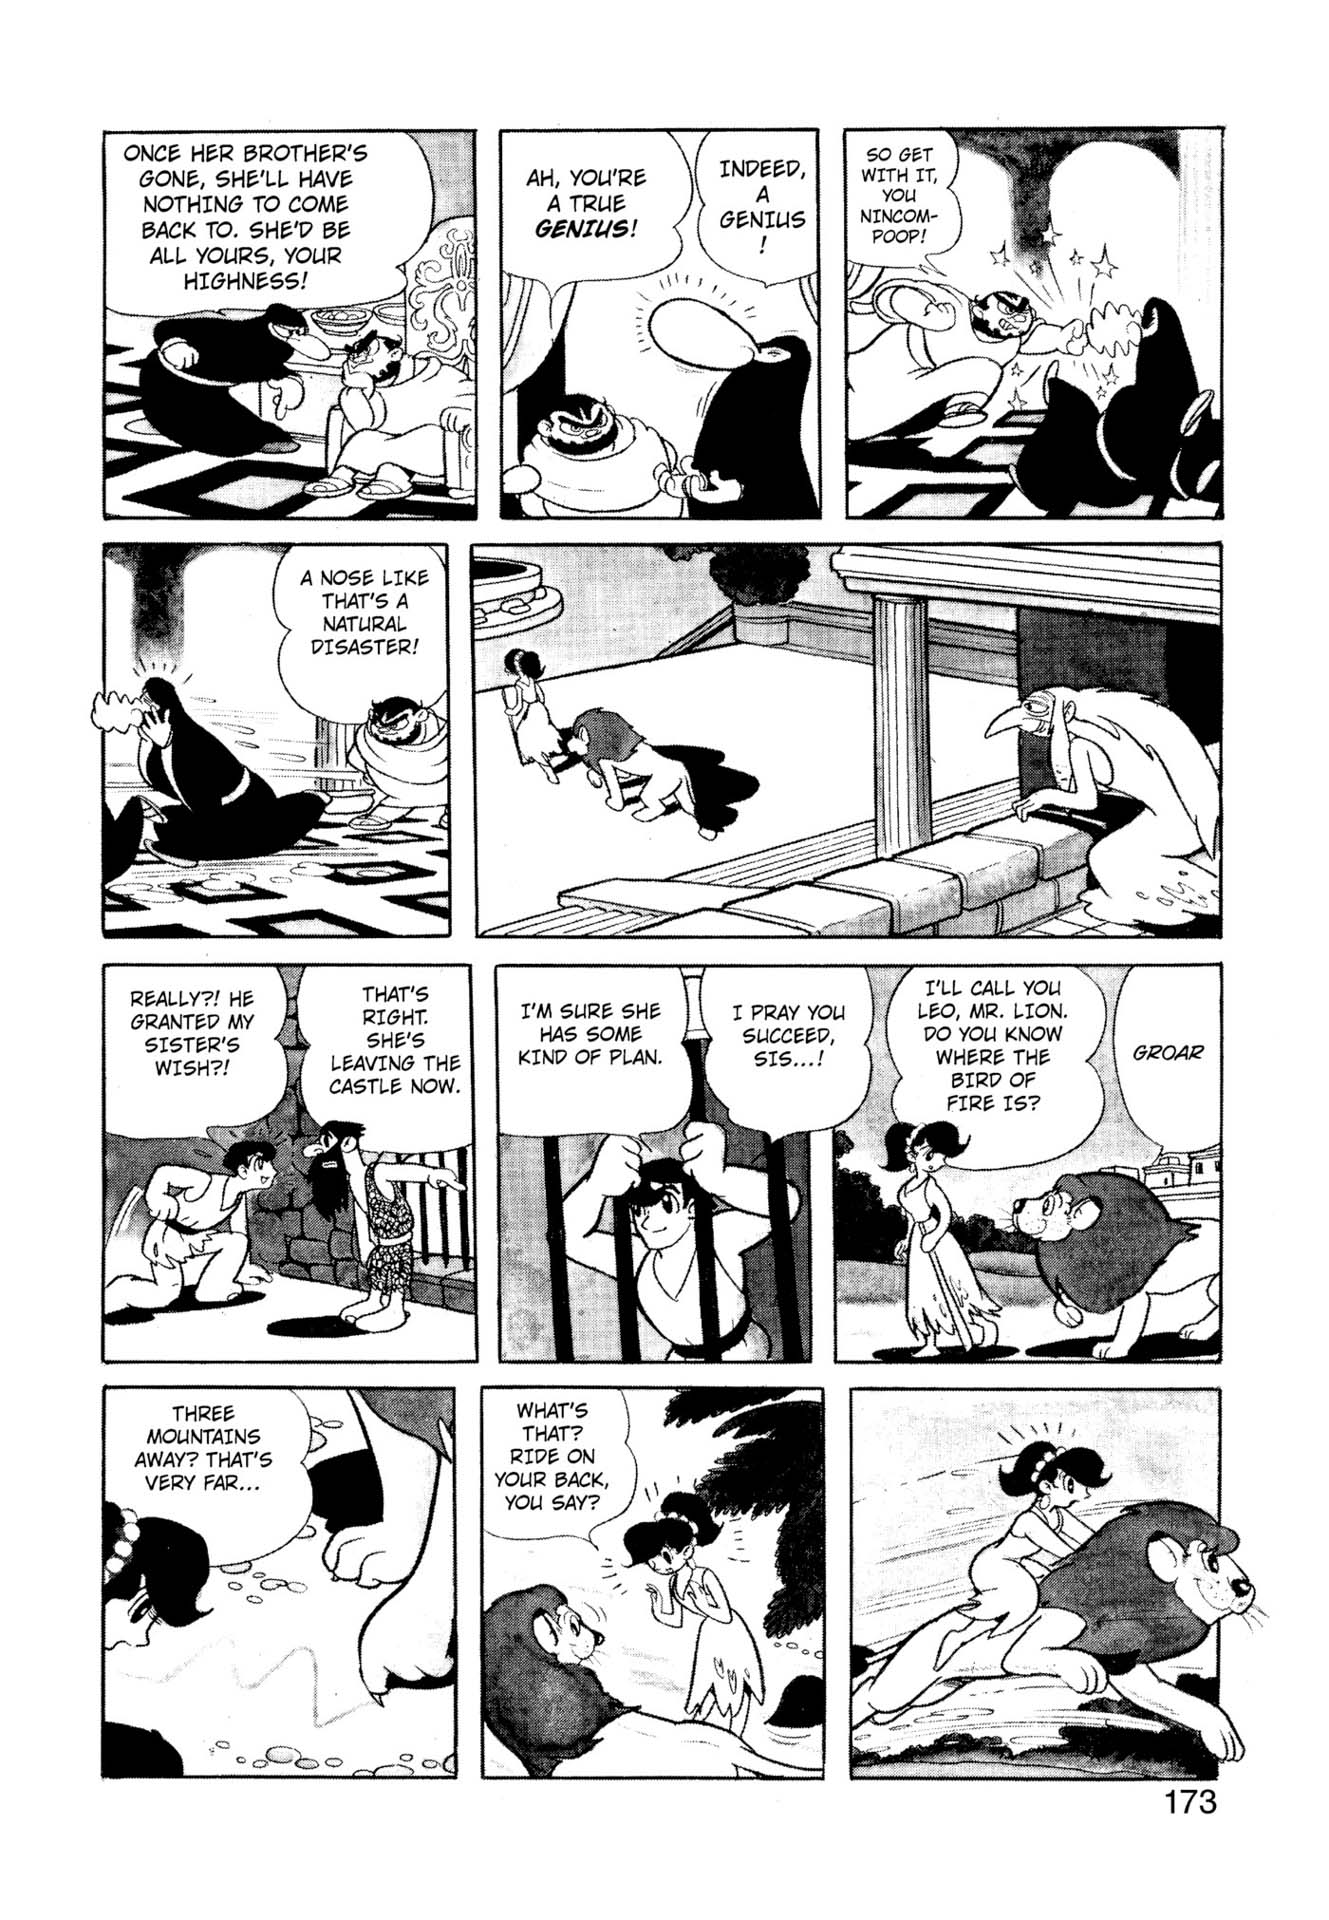 ONCE HER BROTHER'S
GONE, SHE'LL HAVE
NOTHING TO COME
BACK TO. SHE'D BE
ALL YOURS, YOUR
HIGHNESS!
AH, YOU'RE
A TRUE
GENIUS!
INDEED,
A
GENIUS
!
SO GET
WITH IT,
YOU
NINCOM-
POOP!
A NOSE LIKE
THAT'S A
NATURAL
DISASTER!
REALLY?! HE
GRANTED MY
SISTER'S
WISH?!
THAT'S
RIGHT.
SHE'S
LEAVING THE
CASTLE NOW.
I'M SURE SHE
HAS SOME
KIND OF PLAN.
I PRAY YOU
SUCCEED,
SIS...!
I'LL CALL YOU
LEO, MR. LION.
DO YOU KNOW
WHERE THE
BIRD OF
FIRE IS?
GROAR
THREE
MOUNTAINS
AWAY? THAT'S
VERY FAR...
WHAT'S
THAT?
RIDE ON
YOUR BACK,
YOU SAY?
173